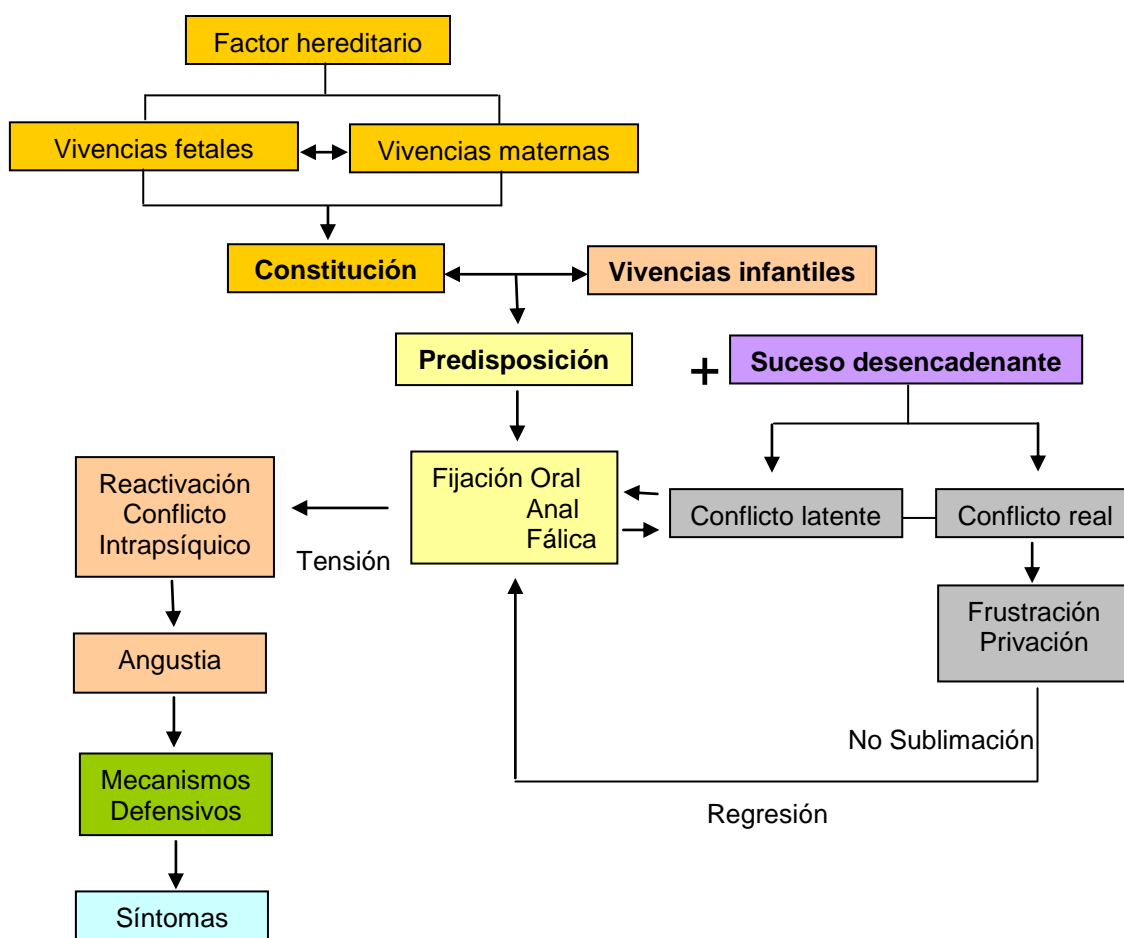 Factor hereditario
Vivencias fetales
Vivencias maternas
Constitución
Vivencias infantiles
Predisposición
+
Suceso desencadenante
Reactivación
Conflicto
Intrapsíquico
Tensión
Fijación Oral
Anal
Fálica
Conflicto latente
Conflicto real
Frustración
Privación
Angustia
No Sublimación
Regresión
Mecanismos
Defensivos
Síntomas